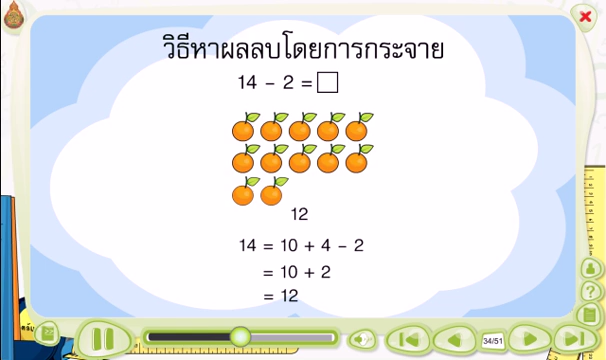 วิธีหาผลลบโดยการกระจาย
14 − 2 = □
12
14 = 10 + 4 − 2
= 10 + 2
= 12
34/51